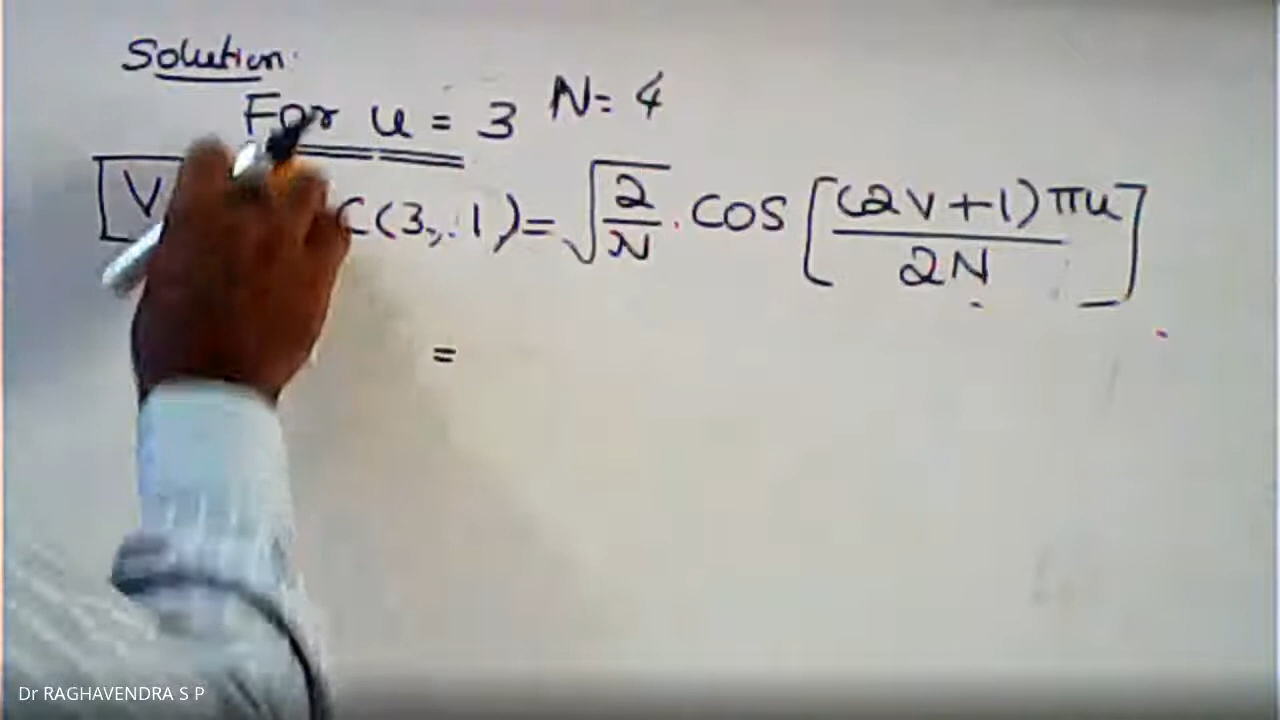 Solution.
For u = 3 N = 4
V C(3, 1) = √(2/N) . COS [(2V+1)πu / 2N]
=
Dr RAGHAVENDRA S P